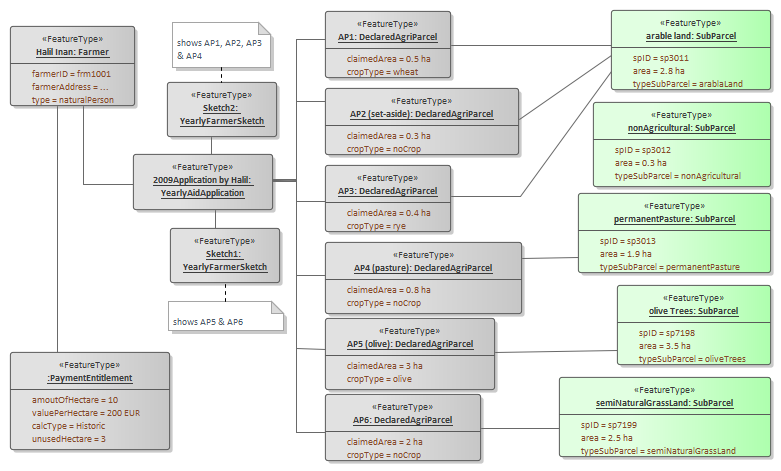 «FeatureType»
Halil Inan: Farmer
farmerID = frm1001
farmerAddress = ...
type = naturalPerson
shows AP1, AP2, AP3
& AP4
«FeatureType»
Sketch2:
YearlyFarmerSketch
«FeatureType»
2009Application by Halil:
YearlyAidApplication
«FeatureType»
Sketch1:
YearlyFarmerSketch
shows AP5 & AP6
«FeatureType»
:PaymentEntitlement
amoutOfHectare = 10
valuePerHectare = 200 EUR
calcType = Historic
unusedHectare = 3
«FeatureType»
AP1: DeclaredAgriParcel
claimedArea = 0.5 ha
cropType = wheat
«FeatureType»
AP2 (set-aside): DeclaredAgriParcel
claimedArea = 0.3 ha
cropType = noCrop
«FeatureType»
AP3: DeclaredAgriParcel
claimedArea = 0.4 ha
cropType = rye
«FeatureType»
AP4 (pasture): DeclaredAgriParcel
claimedArea = 0.8 ha
cropType = noCrop
«FeatureType»
AP5 (olive): DeclaredAgriParcel
claimedArea = 3 ha
cropType = olive
«FeatureType»
AP6: DeclaredAgriParcel
claimedArea = 2 ha
cropType = noCrop
«FeatureType»
arable land: SubParcel
spID = sp3011
area = 2.8 ha
typeSubParcel = arablaLand
«FeatureType»
nonAgricultural: SubParcel
spID = sp3012
area = 0.3 ha
typeSubParcel = nonAgricultural
«FeatureType»
permanentPasture: SubParcel
spID = sp3013
area = 1.9 ha
typeSubParcel = permanentPasture
«FeatureType»
olive Trees: SubParcel
spID = sp7198
area = 3.5 ha
typeSubParcel = oliveTrees
«FeatureType»
semiNaturalGrassLand: SubParcel
spID = sp7199
area = 2.5 ha
typeSubParcel = semiNaturalGrassLand